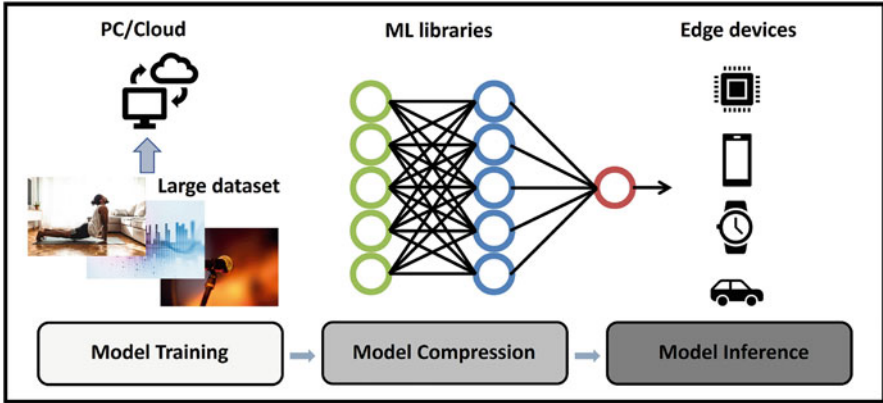 PC/Cloud
ML libraries
Edge devices
Large dataset
Model Training
Model Compression
Model Inference